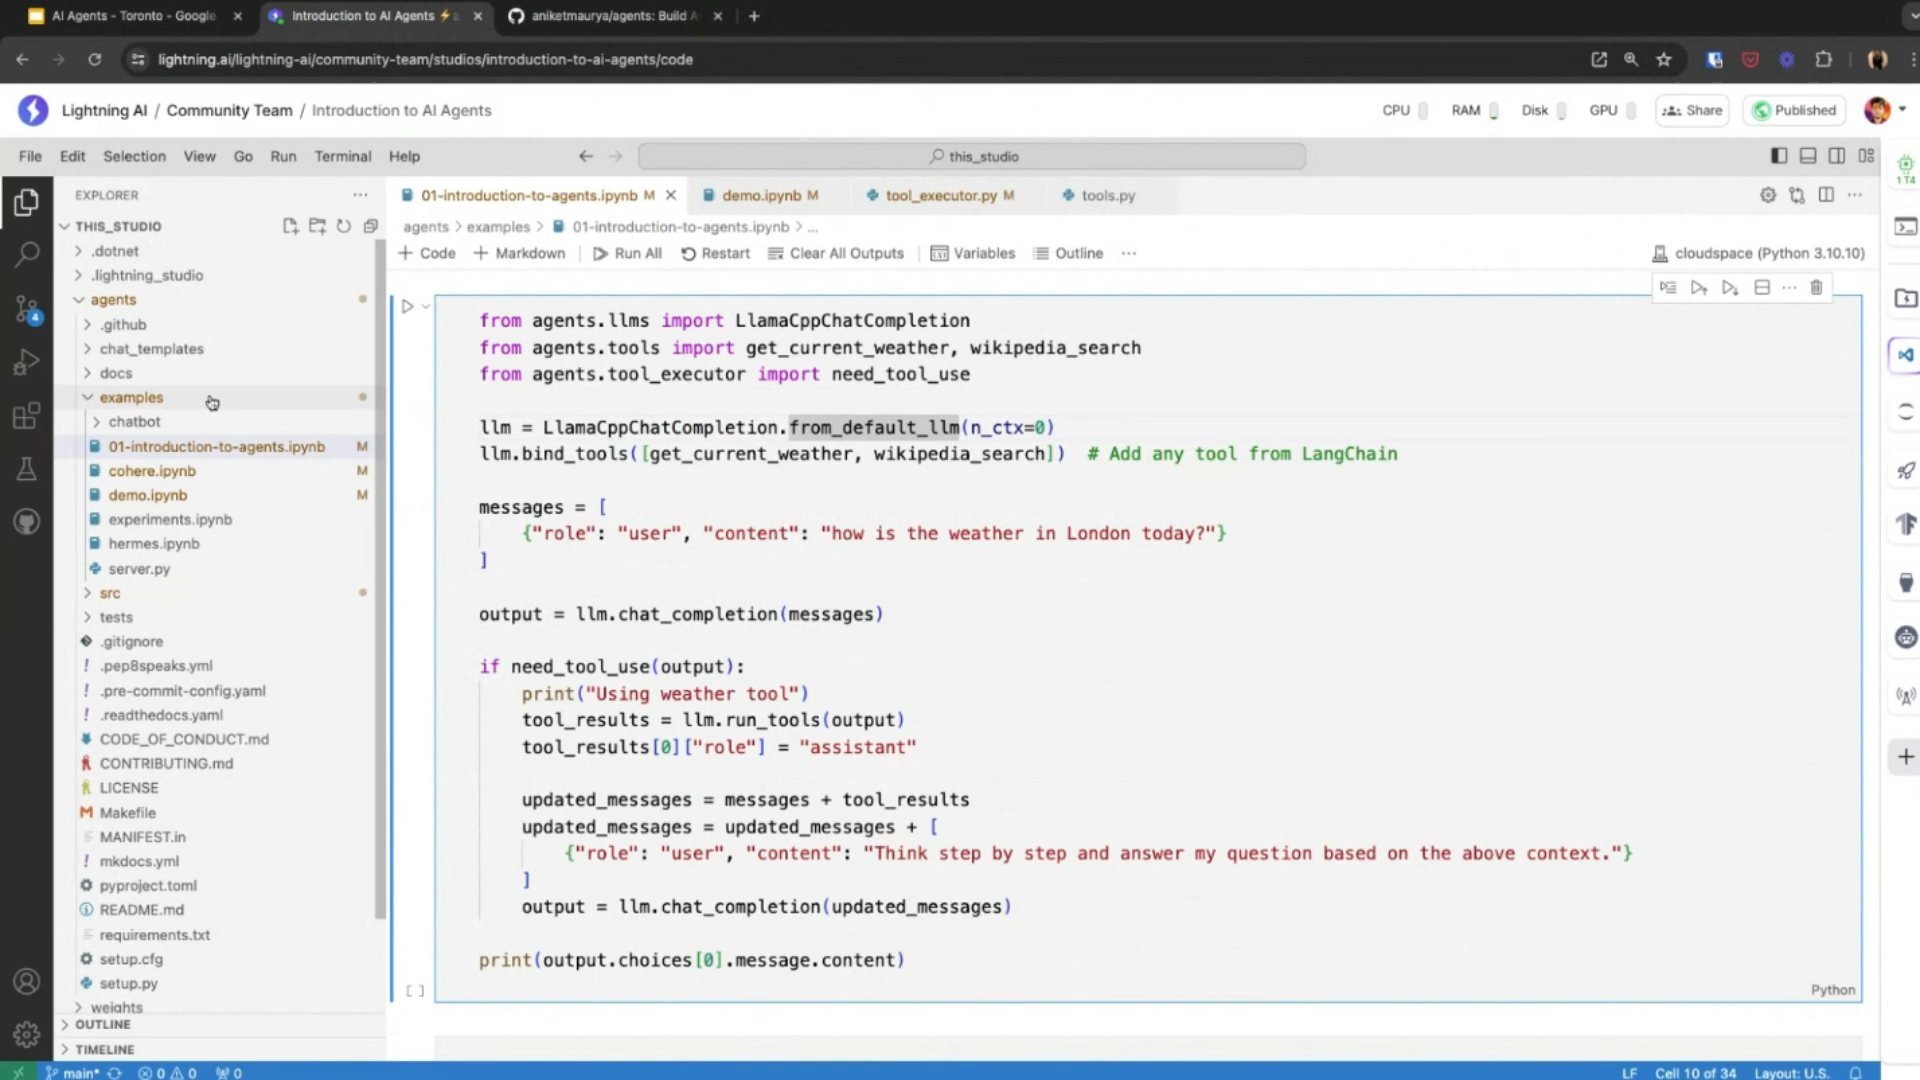 AI Agents - Toronto - Google
Introduction to AI Agents ⚡
aniketmaurya/agents: Build
lightning.ai/lightning-ai/community-team/studios/introduction-to-ai-agents/code
Lightning AI / Community Team / Introduction to AI Agents
CPU RAM Disk GPU Share Published
File Edit Selection View Go Run Terminal Help
this_studio
1 T4
EXPLORER
THIS_STUDIO
.dotnet
.lightning_studio
agents
.github
chat_templates
docs
examples
chatbot
01-introduction-to-agents.ipynb M
cohere.ipynb M
demo.ipynb M
experiments.ipynb
hermes.ipynb
server.py
src
tests
.gitignore
.pep8speaks.yml
.pre-commit-config.yaml
.readthedocs.yaml
CODE_OF_CONDUCT.md
CONTRIBUTING.md
LICENSE
Makefile
MANIFEST.in
mkdocs.yml
pyproject.toml
README.md
requirements.txt
setup.cfg
setup.py
weights
OUTLINE
TIMELINE
4
01-introduction-to-agents.ipynb M demo.ipynb M tool_executor.py M tools.py
agents > examples > 01-introduction-to-agents.ipynb > ...
+ Code + Markdown Run All Restart Clear All Outputs Variables Outline ...
cloudspace (Python 3.10.10)
from agents.llms import LlamaCppChatCompletion
from agents.tools import get_current_weather, wikipedia_search
from agents.tool_executor import need_tool_use
llm = LlamaCppChatCompletion.from_default_llm(n_ctx=0)
llm.bind_tools([get_current_weather, wikipedia_search]) # Add any tool from LangChain
messages = [
{"role": "user", "content": "how is the weather in London today?"}
]
output = llm.chat_completion(messages)
if need_tool_use(output):
print("Using weather tool")
tool_results = llm.run_tools(output)
tool_results[0]["role"] = "assistant"
updated_messages = messages + tool_results
updated_messages = updated_messages + [
{"role": "user", "content": "Think step by step and answer my question based on the above context."}
]
output = llm.chat_completion(updated_messages)
print(output.choices[0].message.content)
[ ]
Python
main* 0 0 0
LF Cell 10 of 34 Layout: U.S.